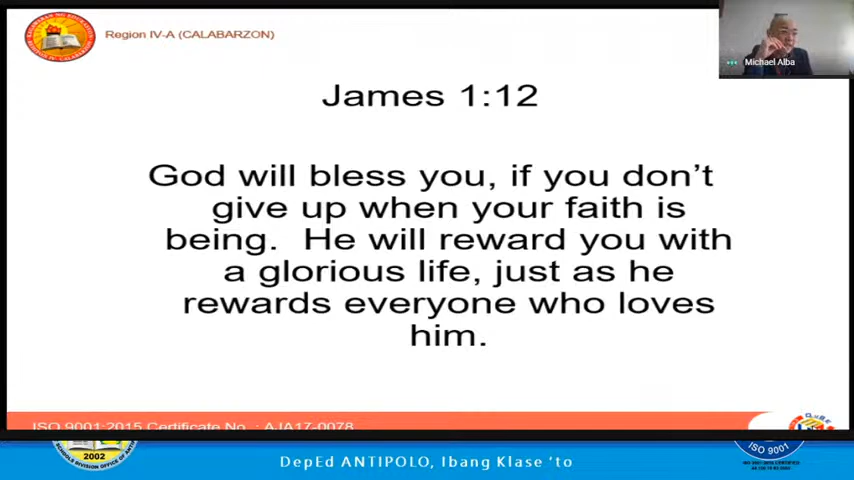 Region IV-A (CALABARZON)
Michael Alba
James 1:12
God will bless you, if you don't
give up when your faith is
being. He will reward you with
a glorious life, just as he
rewards everyone who loves
him.
ISO 9001:2015 Certificate No. : AJA17-0078
2002
ISO 9001
DepEd ANTIPOLO, Ibang Klase 'to